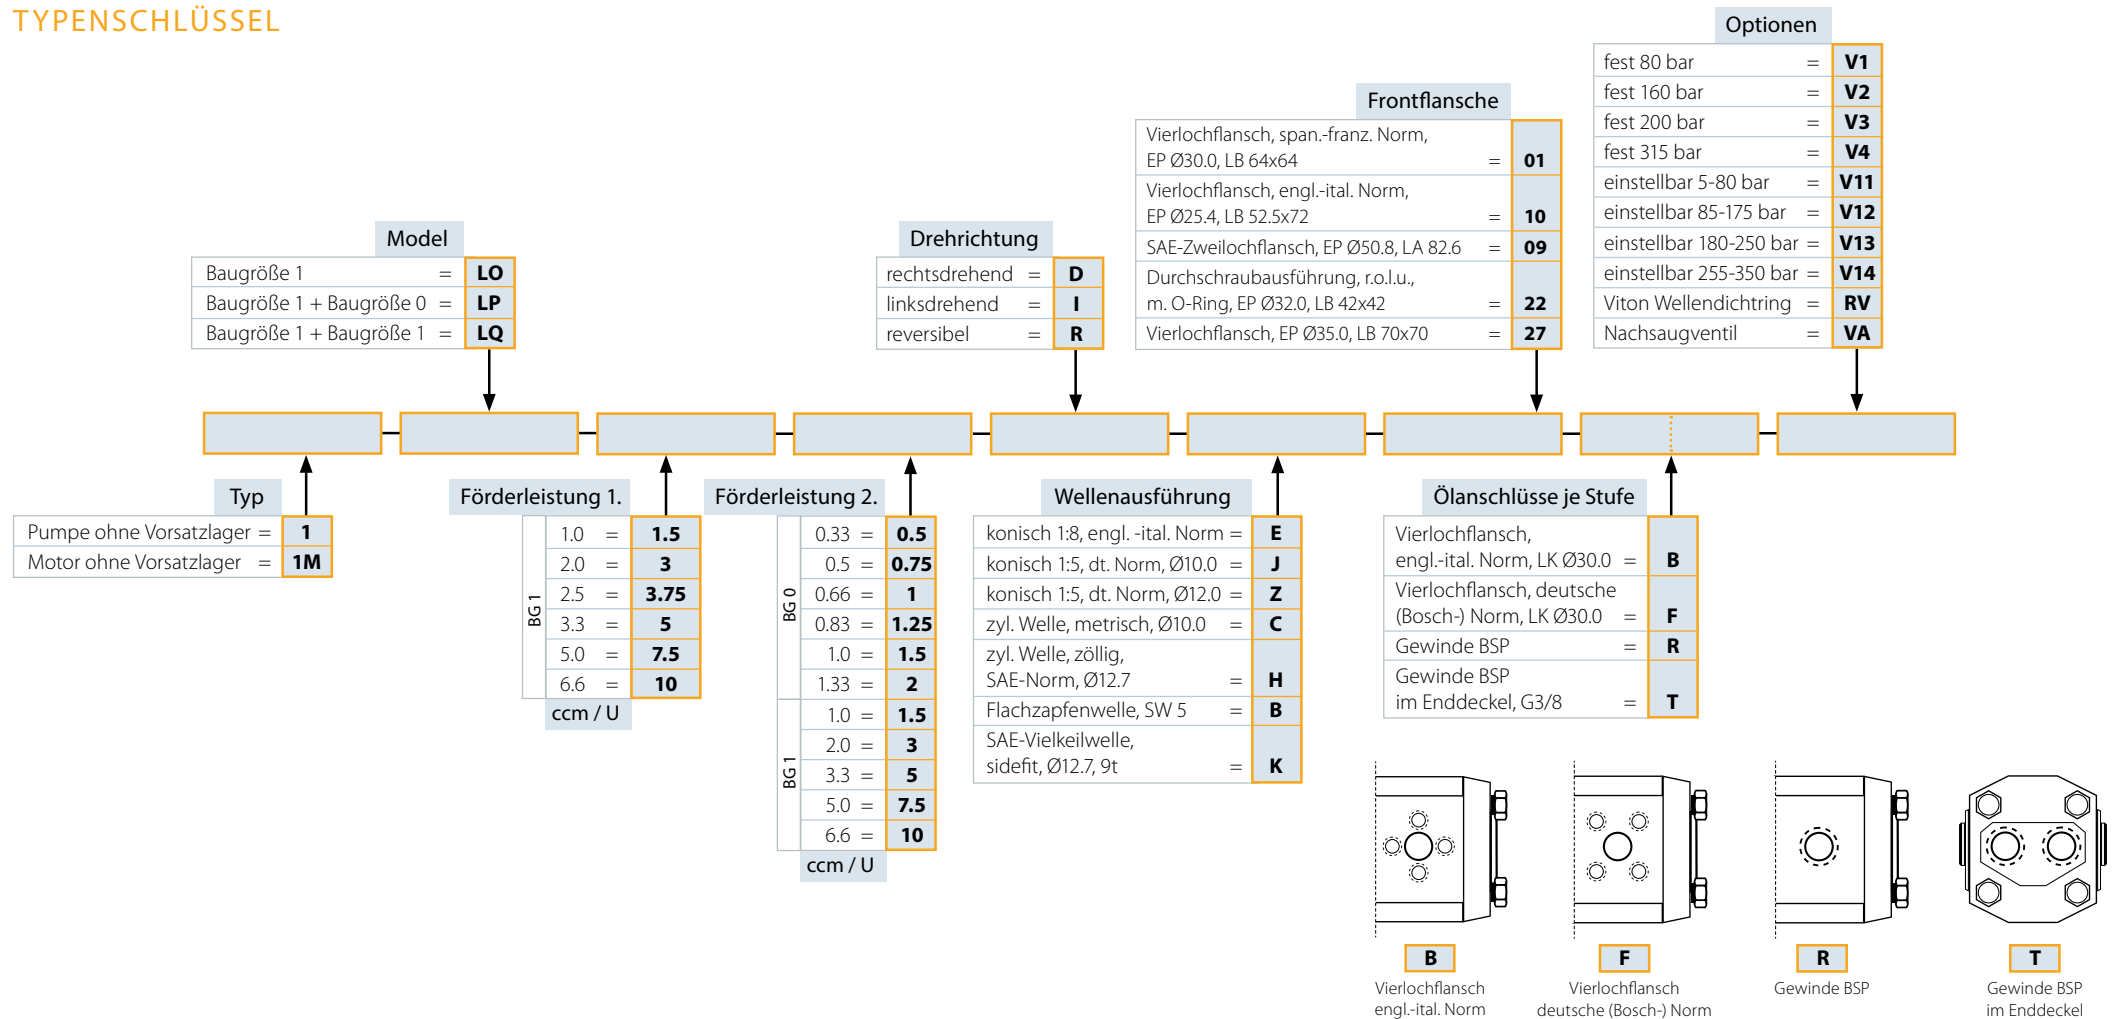 TYPENSCHLÜSSEL
Optionen
fest 80 bar = V1
fest 160 bar = V2
fest 200 bar = V3
fest 315 bar = V4
einstellbar 5-80 bar = V11
einstellbar 85-175 bar = V12
einstellbar 180-250 bar = V13
einstellbar 255-350 bar = V14
Viton Wellendichtring = RV
Nachsaugventil = VA
Frontflansche
Vierlochflansch, span.-franz. Norm,
EP Ø30.0, LB 64x64 = 01
Vierlochflansch, engl.-ital. Norm,
EP Ø25.4, LB 52.5x72 = 10
SAE-Zweilochflansch, EP Ø50.8, LA 82.6 = 09
Durchschraubausführung, r.o.l.u.,
m. O-Ring, EP Ø32.0, LB 42x42 = 22
Vierlochflansch, EP Ø35.0, LB 70x70 = 27
Model
Baugröße 1 = LO
Baugröße 1 + Baugröße 0 = LP
Baugröße 1 + Baugröße 1 = LQ
Drehrichtung
rechtsdrehend = D
linksdrehend = I
reversibel = R
Typ
Pumpe ohne Vorsatzlager = 1
Motor ohne Vorsatzlager = 1M
Förderleistung 1.
BG 1
1.0 = 1.5
2.0 = 3
2.5 = 3.75
3.3 = 5
5.0 = 7.5
6.6 = 10
ccm / U
Förderleistung 2.
BG 0
0.33 = 0.5
0.5 = 0.75
0.66 = 1
0.83 = 1.25
1.0 = 1.5
1.33 = 2
BG 1
1.0 = 1.5
2.0 = 3
3.3 = 5
5.0 = 7.5
6.6 = 10
ccm / U
Wellenausführung
konisch 1:8, engl. -ital. Norm = E
konisch 1:5, dt. Norm, Ø10.0 = J
konisch 1:5, dt. Norm, Ø12.0 = Z
zyl. Welle, metrisch, Ø10.0 = C
zyl. Welle, zöllig,
SAE-Norm, Ø12.7 = H
Flachzapfenwelle, SW 5 = B
SAE-Vielkeilwelle,
sidefit, Ø12.7, 9t = K
Ölanschlüsse je Stufe
Vierlochflansch,
engl.-ital. Norm, LK Ø30.0 = B
Vierlochflansch, deutsche
(Bosch-) Norm, LK Ø30.0 = F
Gewinde BSP = R
Gewinde BSP
im Enddeckel, G3/8 = T
B
Vierlochflansch
engl.-ital. Norm
F
Vierlochflansch
deutsche (Bosch-) Norm
R
Gewinde BSP
T
Gewinde BSP
im Enddeckel